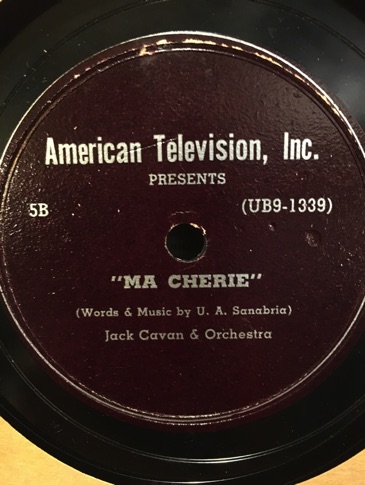 American Television, Inc.
PRESENTS
5B (UB9-1339)
"MA CHERIE"
(Words & Music by U. A. Sanabria)
Jack Cavan & Orchestra